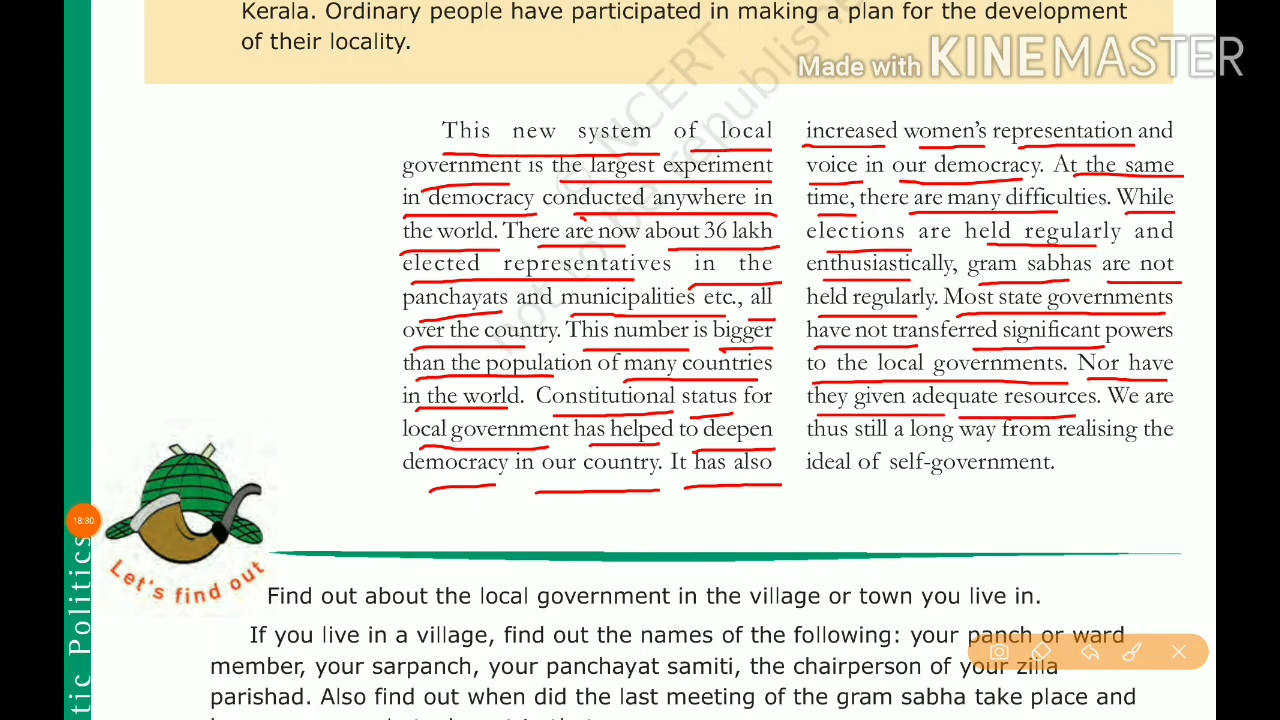 Kerala. Ordinary people have participated in making a plan for the development
of their locality.
Made with KINEMASTER
© NCERT
not to be republished
This new system of local
government is the largest experiment
in democracy conducted anywhere in
the world. There are now about 36 lakh
elected representatives in the
panchayats and municipalities etc., all
over the country. This number is bigger
than the population of many countries
in the world. Constitutional status for
local government has helped to deepen
democracy in our country. It has also
increased women’s representation and
voice in our democracy. At the same
time, there are many difficulties. While
elections are held regularly and
enthusiastically, gram sabhas are not
held regularly. Most state governments
have not transferred significant powers
to the local governments. Nor have
they given adequate resources. We are
thus still a long way from realising the
ideal of self-government.
18:30
tic Politics
Let's find out
Find out about the local government in the village or town you live in.
If you live in a village, find out the names of the following: your panch or ward
member, your sarpanch, your panchayat samiti, the chairperson of your zilla
parishad. Also find out when did the last meeting of the gram sabha take place and